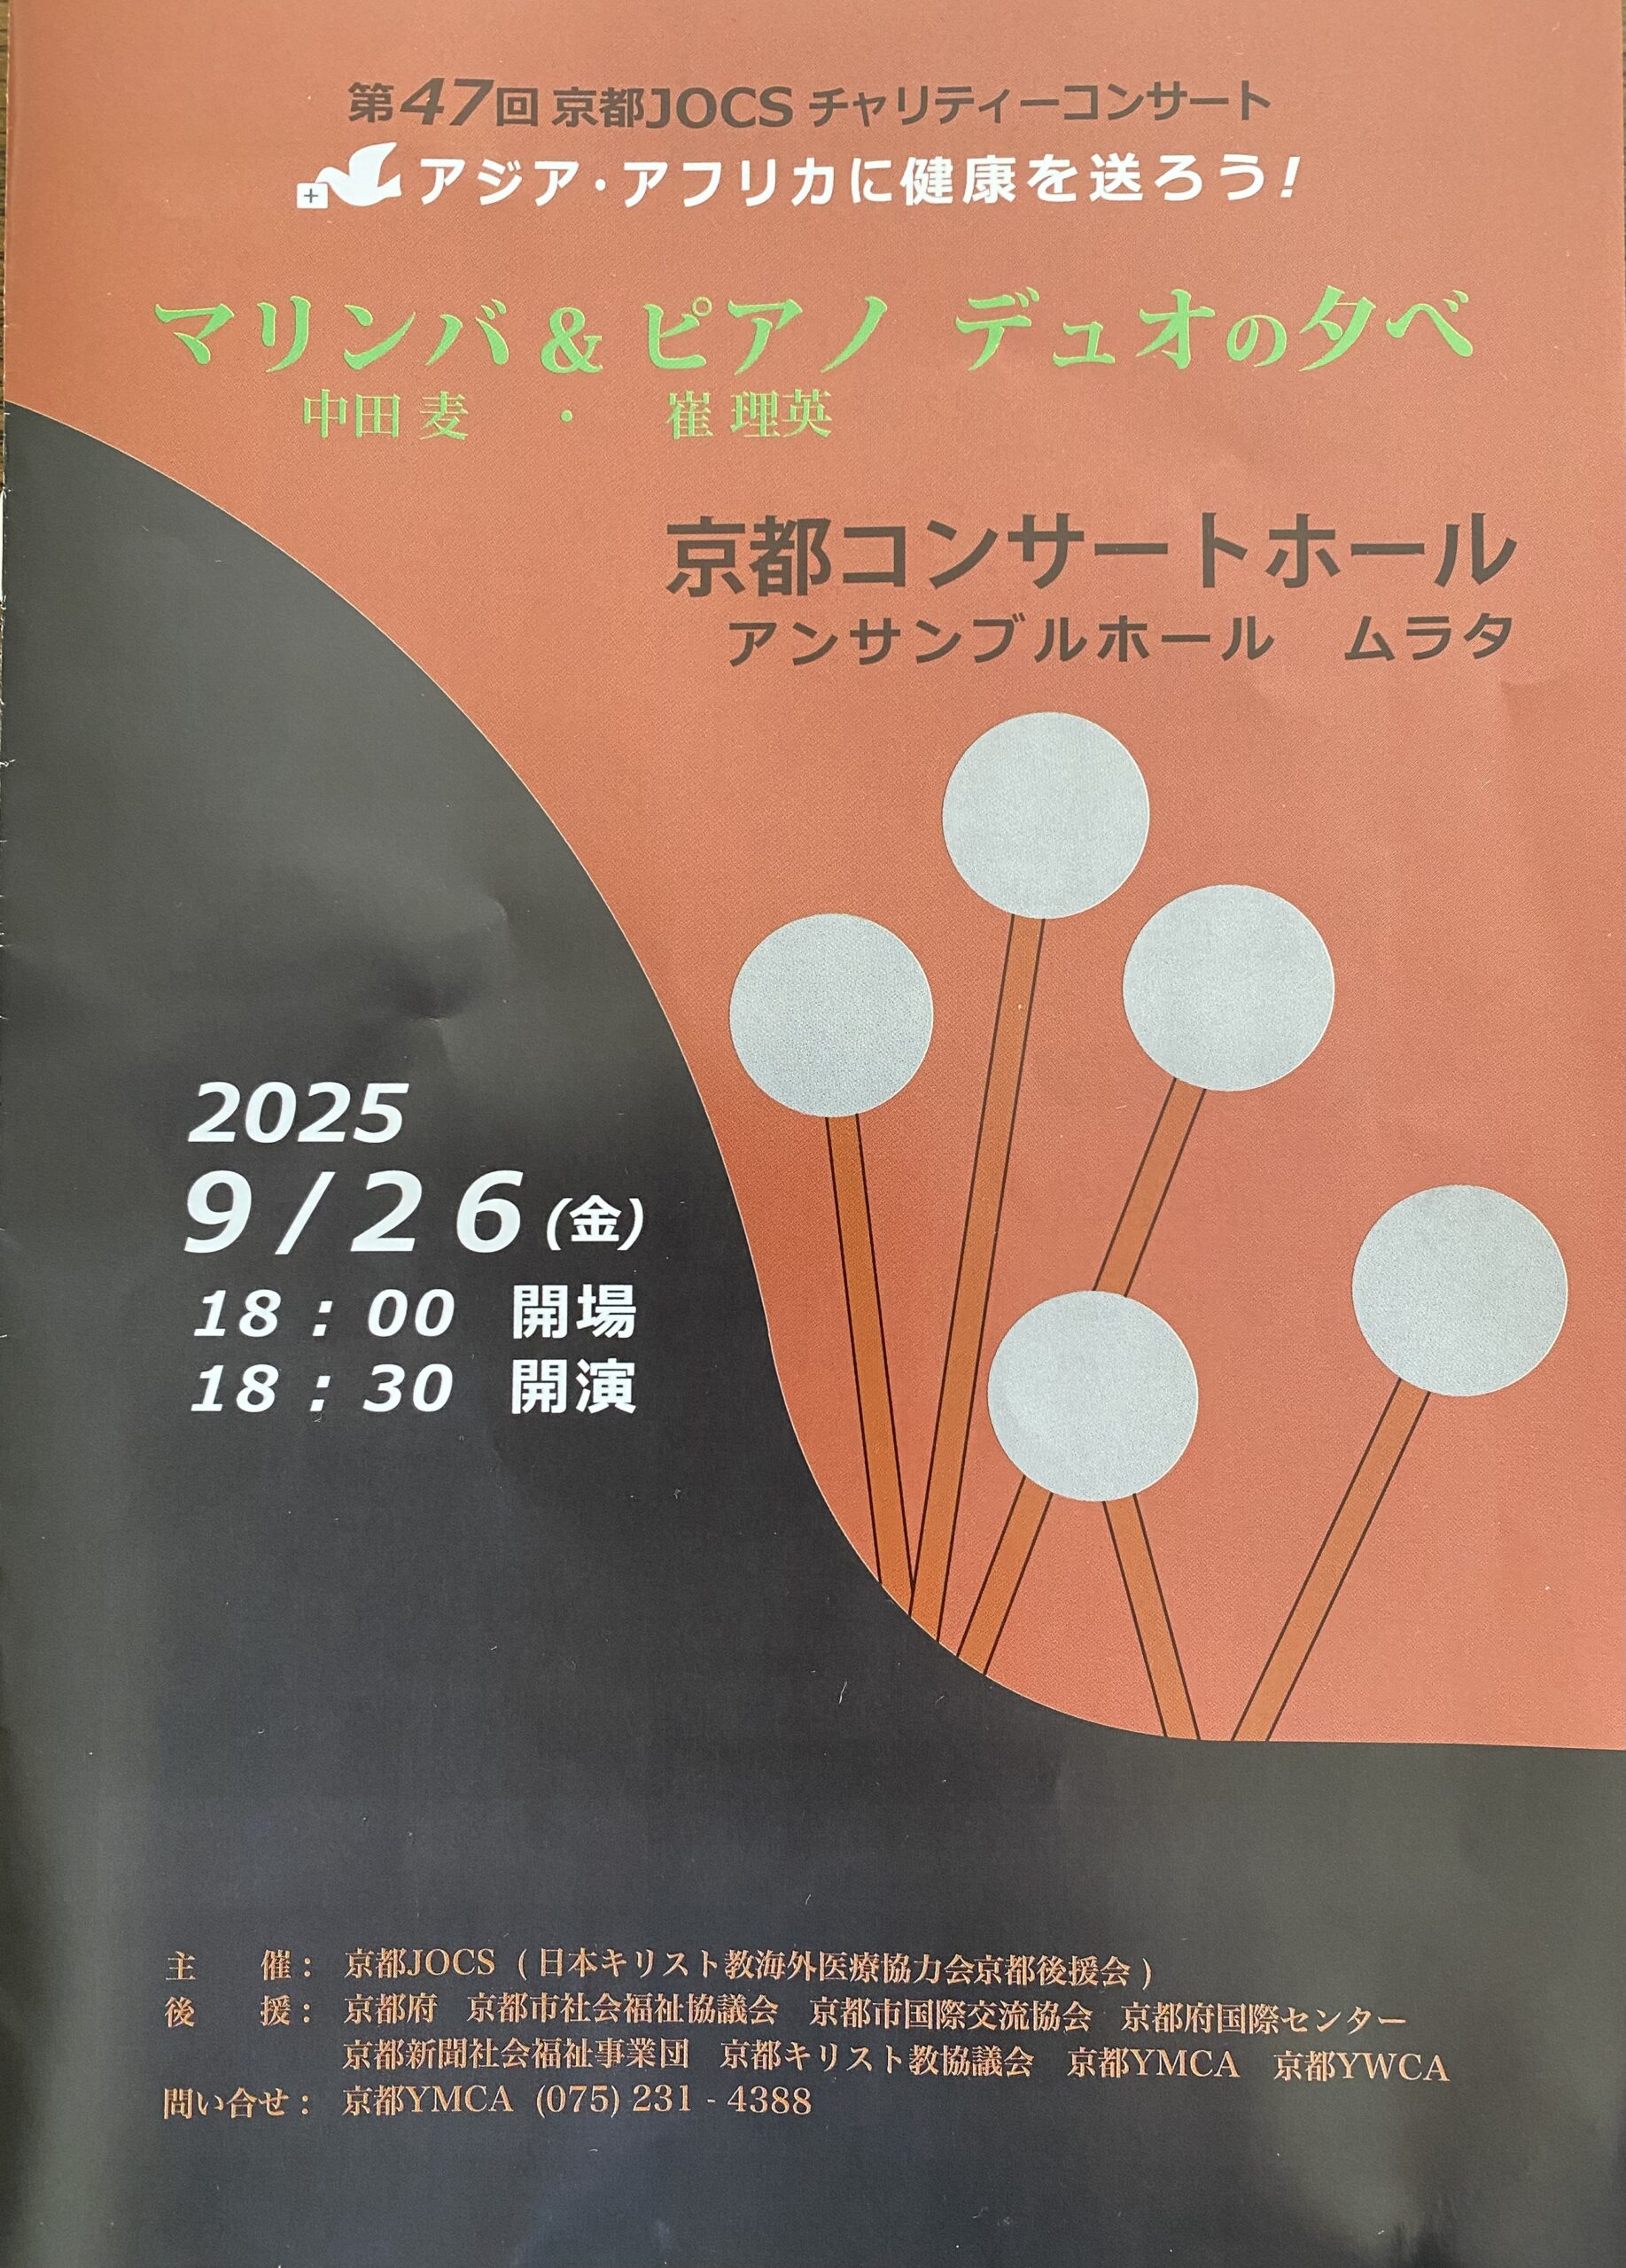 第47回 京都JOCS チャリティーコンサート
アジア・アフリカに健康を送ろう!
マリンバ & ピアノ デュオの夕べ
中田 麦 ・ 崔 理英
京都コンサートホール
アンサンブルホール ムラタ
2025
9/26 (金)
18:00 開場
18:30 開演
主 催: 京都JOCS (日本キリスト教海外医療協力会京都後援会)
後 援: 京都府 京都市社会福祉協議会 京都市国際交流協会 京都府国際センター
京都新聞社会福祉事業団 京都キリスト教協議会 京都YMCA 京都YWCA
問い合せ: 京都YMCA (075) 231 - 4388